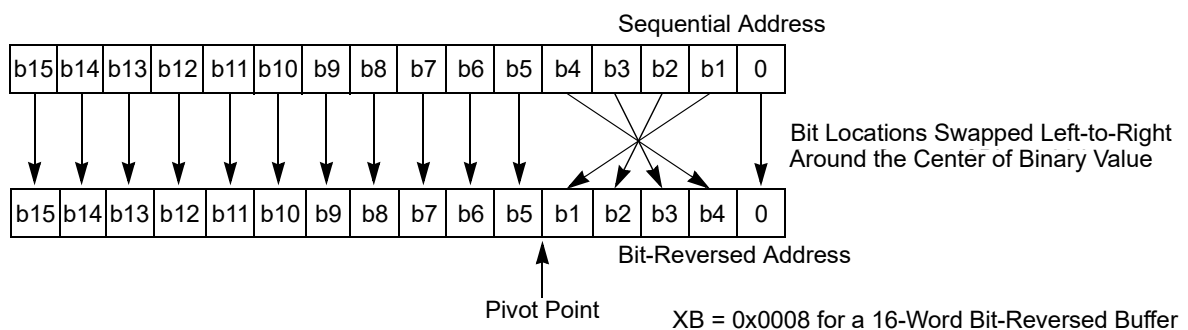 Sequential Address
b15 b14 b13 b12 b11 b10 b9 b8 b7 b6 b5 b4 b3 b2 b1 0
Bit Locations Swapped Left-to-Right
Around the Center of Binary Value
b15 b14 b13 b12 b11 b10 b9 b8 b7 b6 b5 b1 b2 b3 b4 0
Bit-Reversed Address
Pivot Point
XB = 0x0008 for a 16-Word Bit-Reversed Buffer